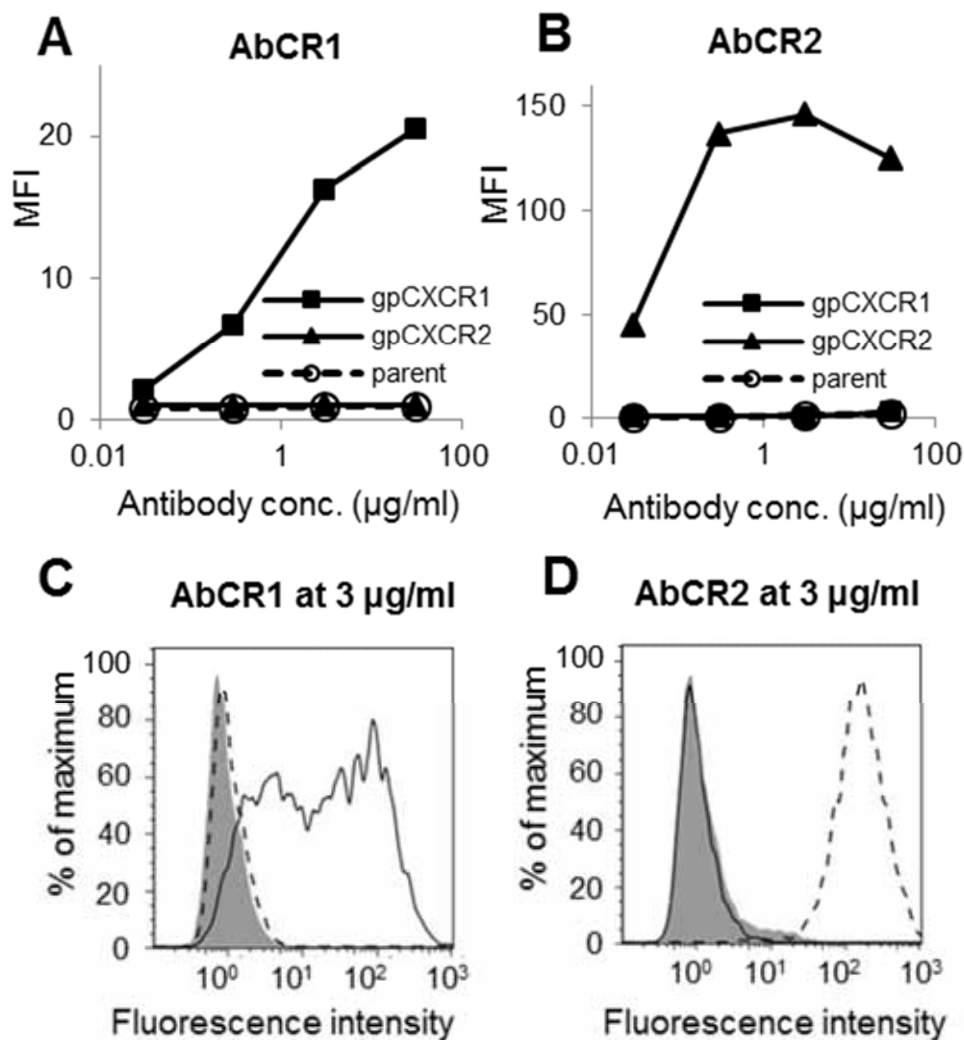 A
AbCR1
MFI
20
10
0
0.01
1
100
gpCXCR1
gpCXCR2
parent
Antibody conc. (µg/ml)
B
AbCR2
MFI
150
100
50
0
0.01
1
100
gpCXCR1
gpCXCR2
parent
Antibody conc. (µg/ml)
C
AbCR1 at 3 µg/ml
% of maximum
100
80
60
40
20
0
10⁰
10¹
10²
10³
Fluorescence intensity
D
AbCR2 at 3 µg/ml
% of maximum
100
80
60
40
20
0
10⁰
10¹
10²
10³
Fluorescence intensity